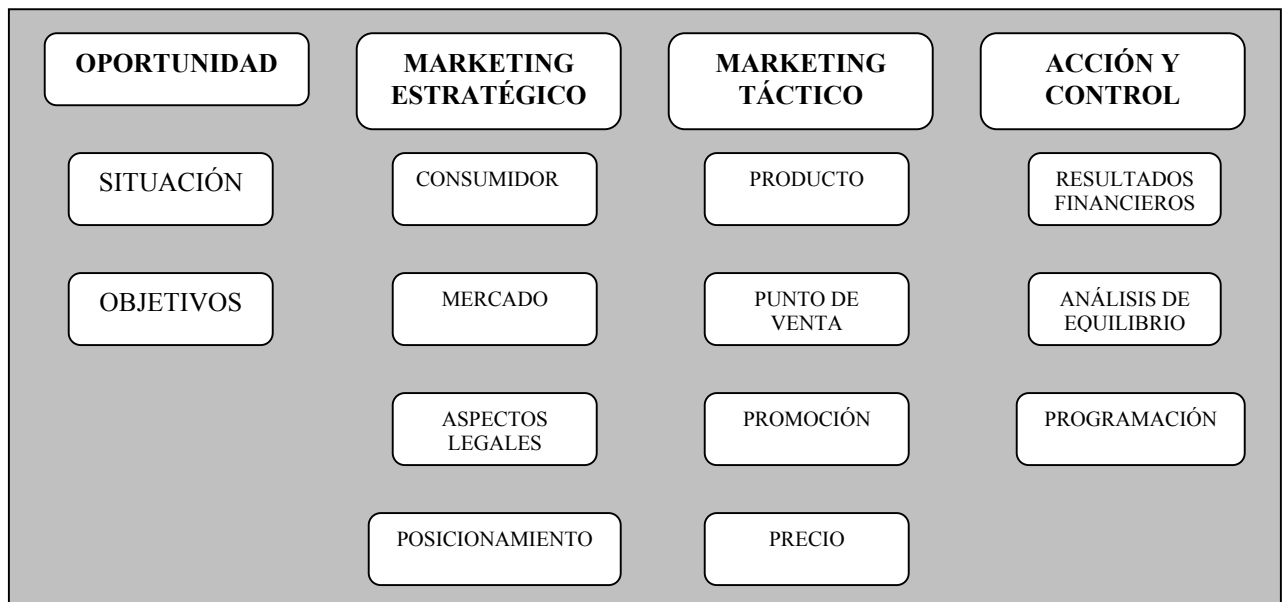 OPORTUNIDAD
SITUACIÓN
OBJETIVOS
MARKETING
ESTRATÉGICO
CONSUMIDOR
MERCADO
ASPECTOS
LEGALES
POSICIONAMIENTO
MARKETING
TÁCTICO
PRODUCTO
PUNTO DE
VENTA
PROMOCIÓN
PRECIO
ACCIÓN Y
CONTROL
RESULTADOS
FINANCIEROS
ANÁLISIS DE
EQUILIBRIO
PROGRAMACIÓN